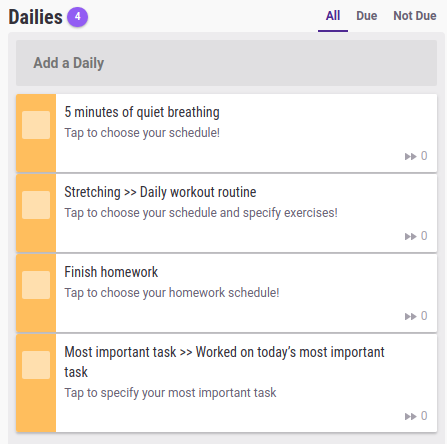 Dailies 4 All Due Not Due
Add a Daily
5 minutes of quiet breathing
Tap to choose your schedule!
0
Stretching >> Daily workout routine
Tap to choose your schedule and specify exercises!
0
Finish homework
Tap to choose your homework schedule!
0
Most important task >> Worked on today’s most important
task
Tap to specify your most important task
0